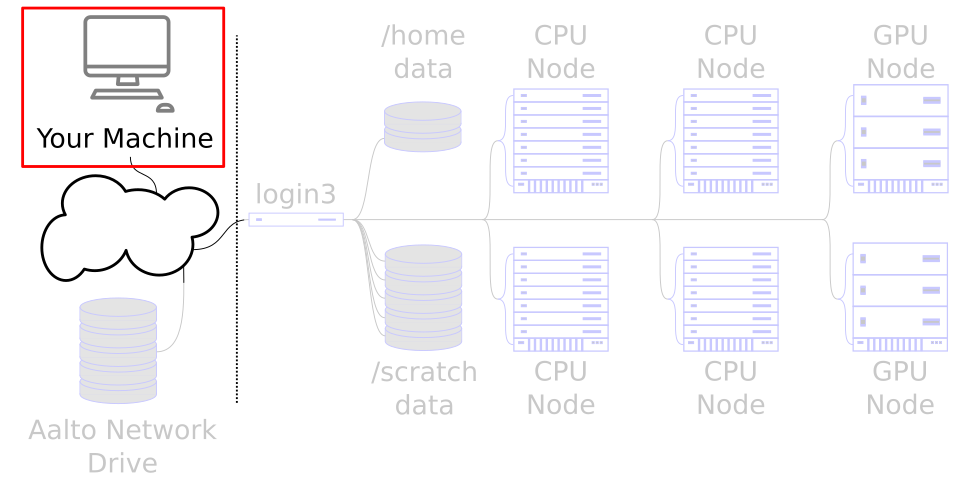 /home
data
CPU
Node
CPU
Node
GPU
Node
Your Machine
login3
/scratch
data
CPU
Node
CPU
Node
GPU
Node
Aalto Network
Drive